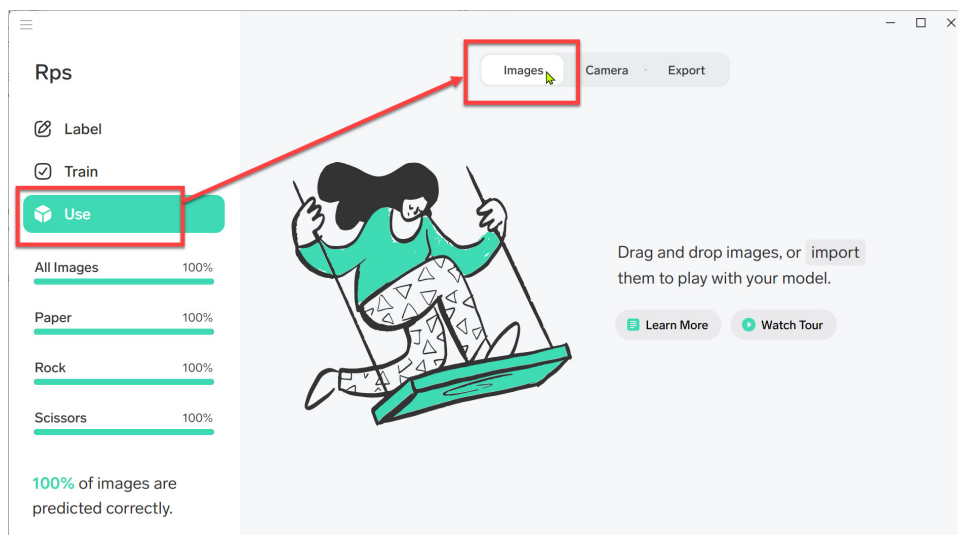 Rps
Label
Train
Use
All Images 100%
Paper 100%
Rock 100%
Scissors 100%
100% of images are
predicted correctly.
Images Camera Export
Drag and drop images, or import
them to play with your model.
Learn More Watch Tour